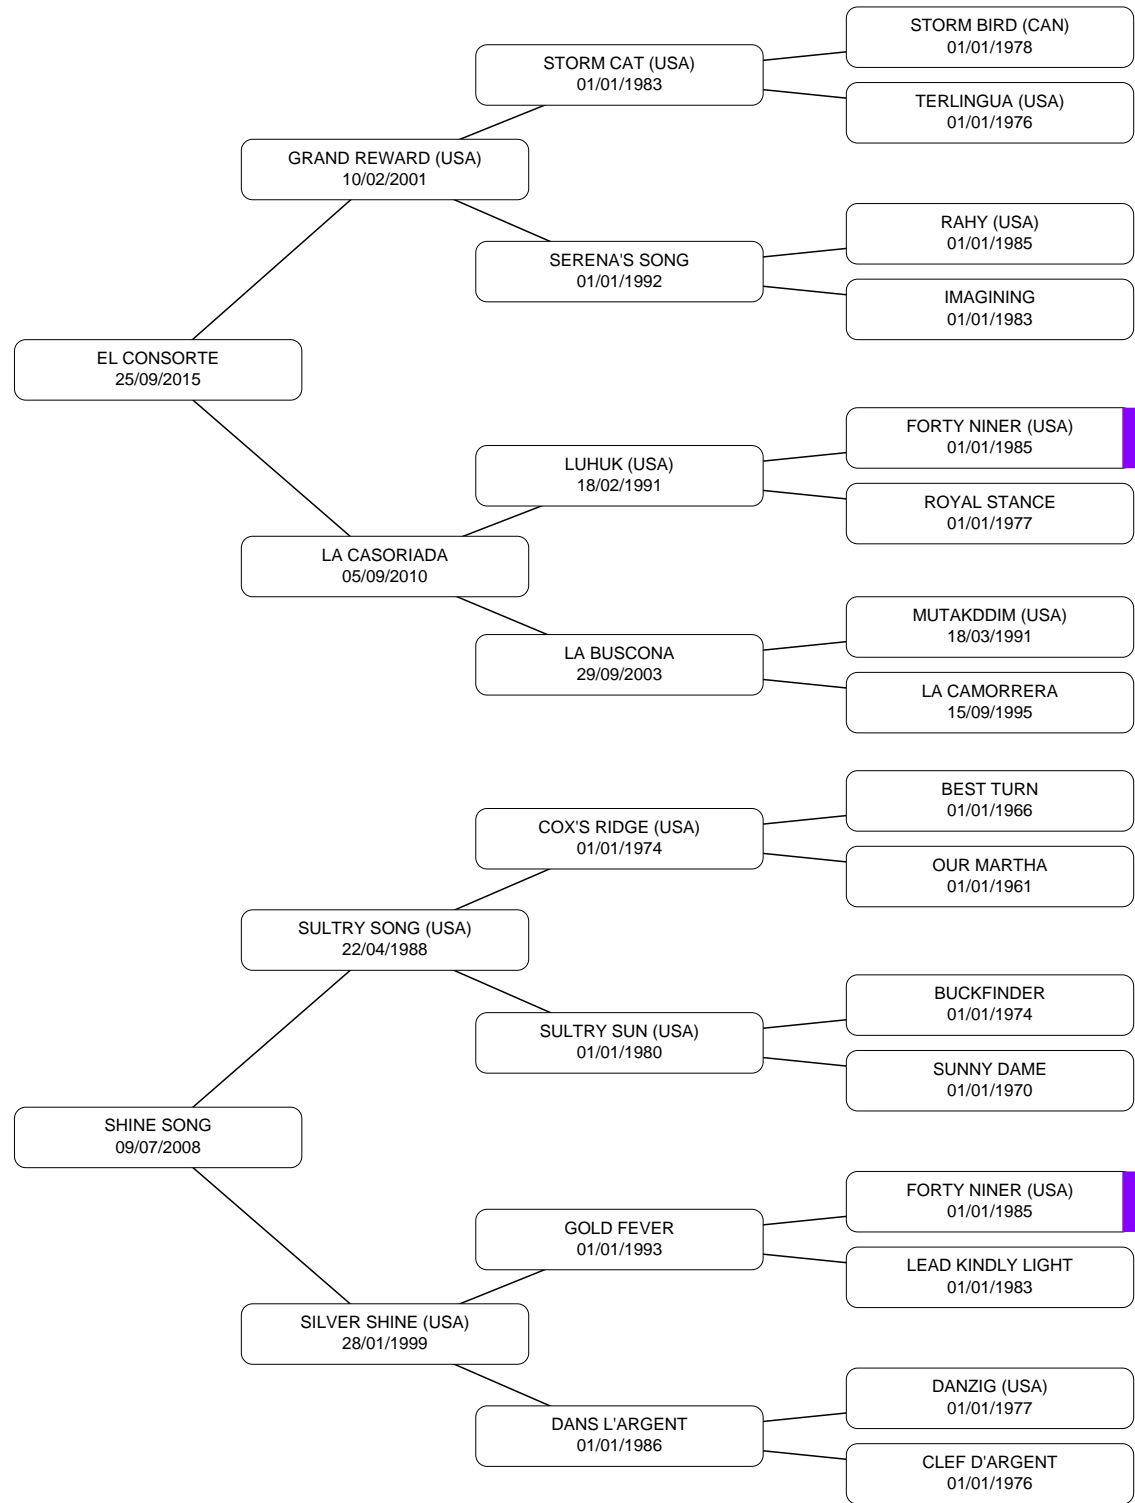 STORM BIRD (CAN)
01/01/1978
STORM CAT (USA)
01/01/1983
TERLINGUA (USA)
01/01/1976
GRAND REWARD (USA)
10/02/2001
RAHY (USA)
01/01/1985
SERENA'S SONG
01/01/1992
IMAGINING
01/01/1983
EL CONSORTE
25/09/2015
FORTY NINER (USA)
01/01/1985
LUHUK (USA)
18/02/1991
ROYAL STANCE
01/01/1977
LA CASORIADA
05/09/2010
MUTAKDDIM (USA)
18/03/1991
LA BUSCONA
29/09/2003
LA CAMORRERA
15/09/1995
BEST TURN
01/01/1966
COX'S RIDGE (USA)
01/01/1974
OUR MARTHA
01/01/1961
SULTRY SONG (USA)
22/04/1988
BUCKFINDER
01/01/1974
SULTRY SUN (USA)
01/01/1980
SUNNY DAME
01/01/1970
SHINE SONG
09/07/2008
FORTY NINER (USA)
01/01/1985
GOLD FEVER
01/01/1993
LEAD KINDLY LIGHT
01/01/1983
SILVER SHINE (USA)
28/01/1999
DANZIG (USA)
01/01/1977
DANS L'ARGENT
01/01/1986
CLEF D'ARGENT
01/01/1976